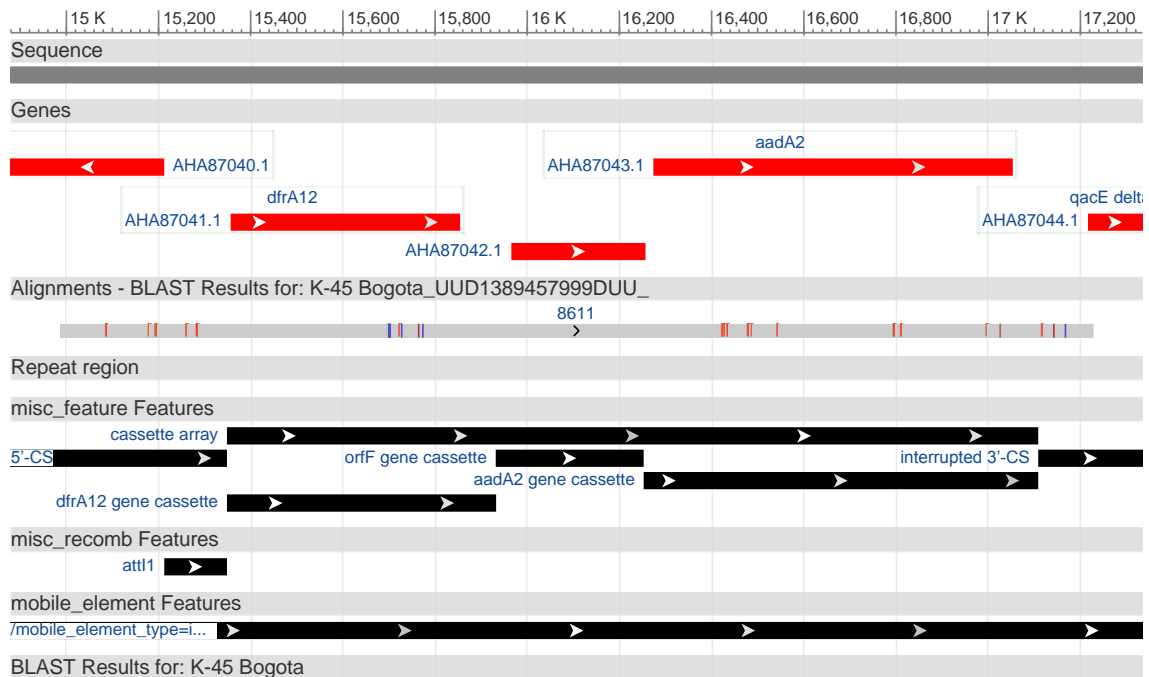 15 K 15,200 15,400 15,600 15,800 16 K 16,200 16,400 16,600 16,800 17 K 17,200
Sequence
Genes
aadA2
AHA87040.1 AHA87043.1
dfrA12 qacE delt
AHA87041.1 AHA87044.1
AHA87042.1
Alignments - BLAST Results for: K-45 Bogota_UUD1389457999DUU_
8611
Repeat region
misc_feature Features
cassette array
5'-CS orfF gene cassette interrupted 3'-CS
aadA2 gene cassette
dfrA12 gene cassette
misc_recomb Features
attI1
mobile_element Features
/mobile_element_type=i...
BLAST Results for: K-45 Bogota